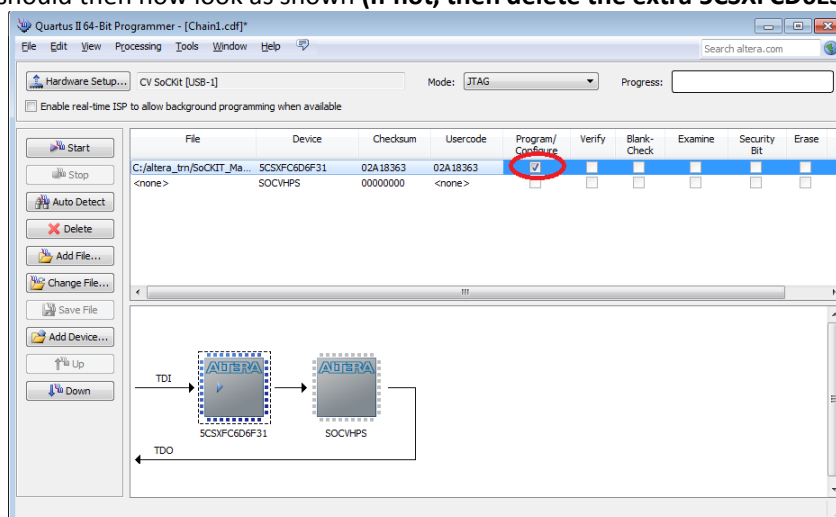 should then now look as shown (if not, then delete the extra
Quartus II 64-Bit Programmer - [Chain1.cdf]*
File Edit View Processing Tools Window Help
Search altera.com
Hardware Setup... CV SoCKit [USB-1] Mode: JTAG Progress:
Enable real-time ISP to allow background programming when available
File Device Checksum Usercode Program/ Configure Verify Blank- Check Examine Security Bit Erase
Start
C:/altera_trn/SoCKIT_Ma... 5CSXFC6D6F31 02A18363 02A18363
Stop
<none> SOCVHPS 00000000 <none>
Auto Detect
Delete
Add File...
Change File...
Save File
Add Device...
Up
Down
TDI
ALTERA ALTERA
5CSXFC6D6F31 SOCVHPS
TDO